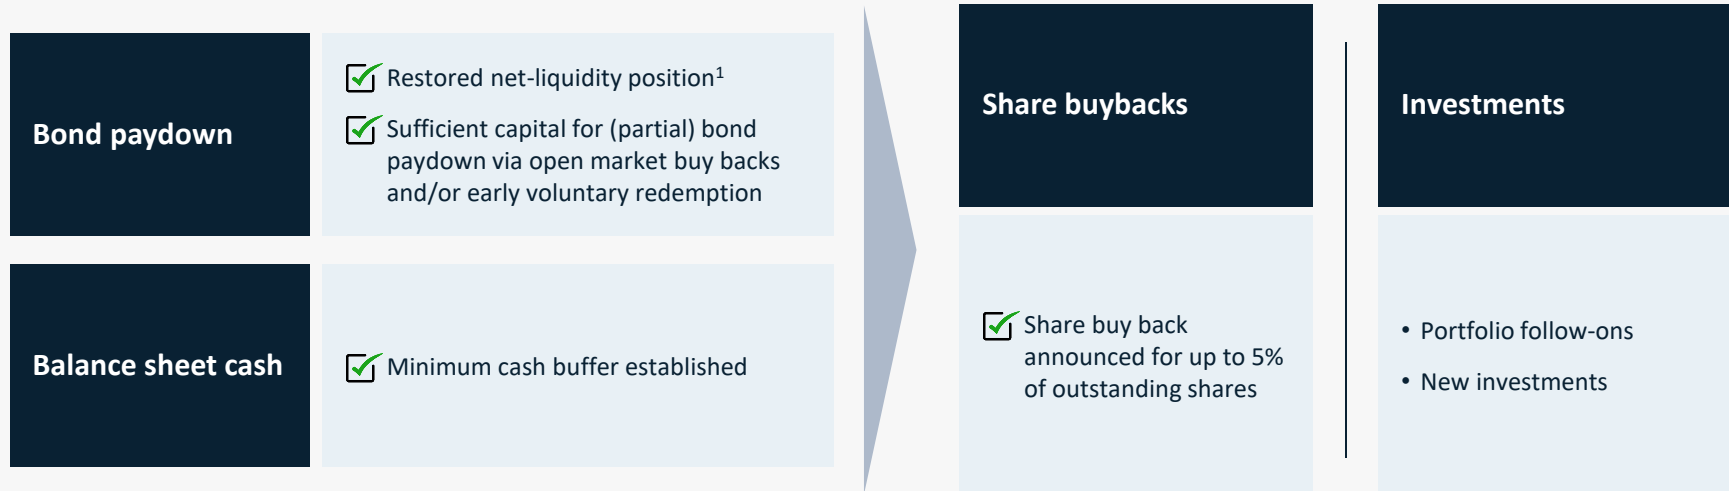 Bond paydown
Restored net-liquidity position1
Sufficient capital for (partial) bond
paydown via open market buy backs
and/or early voluntary redemption
Balance sheet cash
Minimum cash buffer established
Share buybacks
Share buy back
announced for up to 5%
of outstanding shares
Investments
• Portfolio follow-ons
• New investments